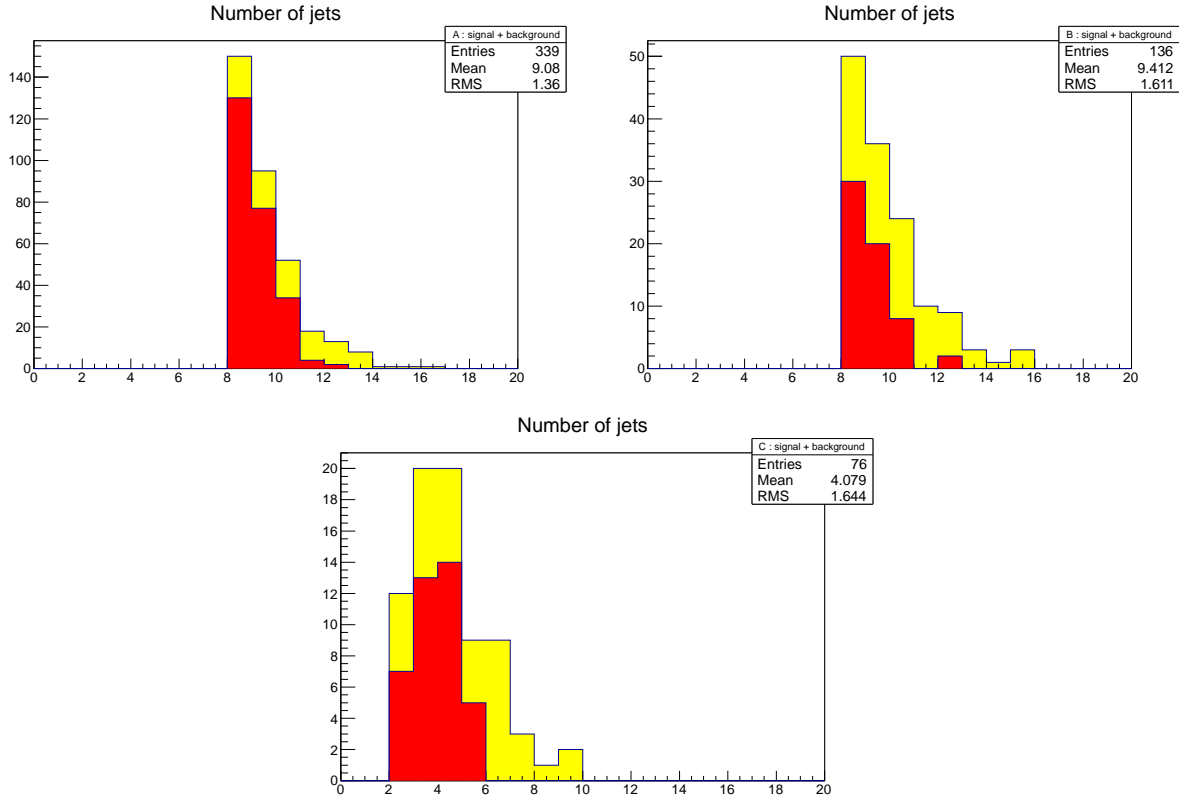 Number of jets
A : signal + background
Entries 339
Mean 9.08
RMS 1.36
140
120
100
80
60
40
20
0
0 2 4 6 8 10 12 14 16 18 20
Number of jets
B : signal + background
Entries 136
Mean 9.412
RMS 1.611
50
40
30
20
10
0
0 2 4 6 8 10 12 14 16 18 20
Number of jets
C : signal + background
Entries 76
Mean 4.079
RMS 1.644
20
18
16
14
12
10
8
6
4
2
0
0 2 4 6 8 10 12 14 16 18 20